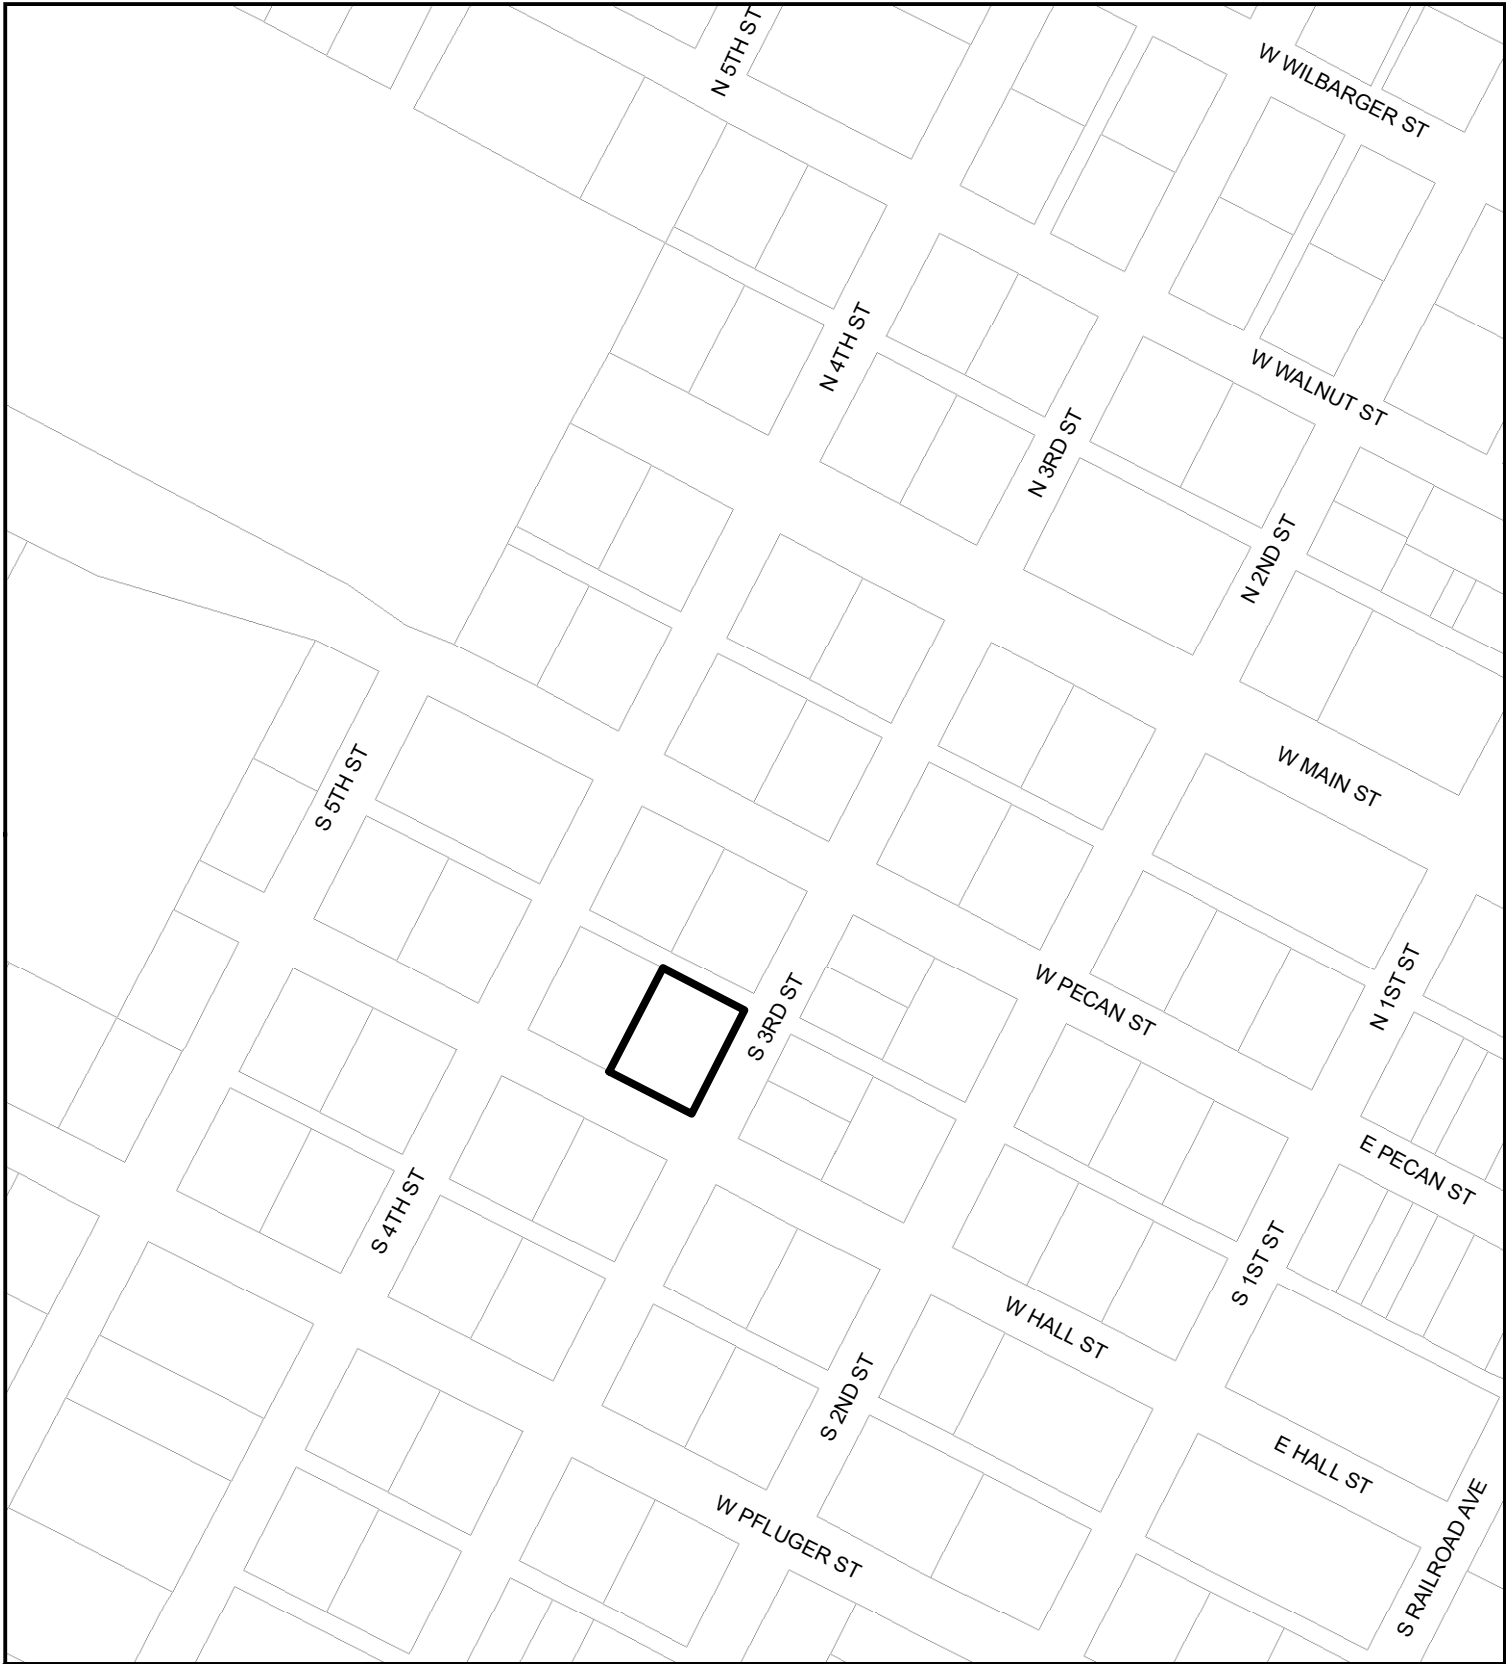 N 5TH ST
W WILBARGER ST
N 4TH ST
W WALNUT ST
N 3RD ST
N 2ND ST
W MAIN ST
S 5TH ST
N 1ST ST
W PECAN ST
S 3RD ST
E PECAN ST
S 4TH ST
S 1ST ST
W HALL ST
S 2ND ST
E HALL ST
W PFLUGER ST
S RAILROAD AVE